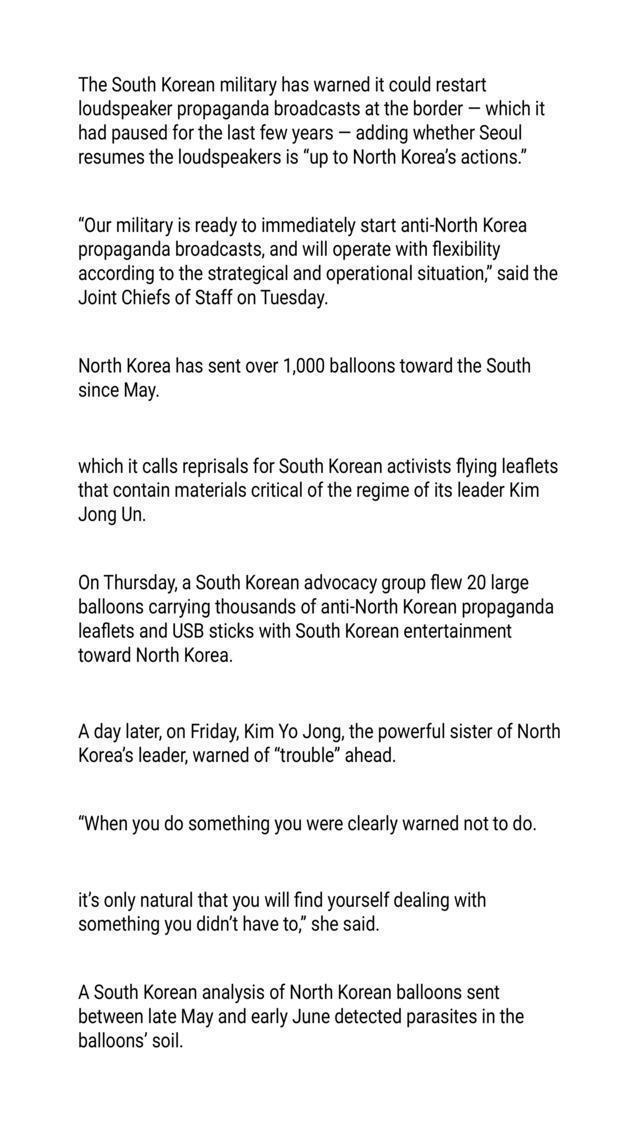 The South Korean military has warned it could restart
loudspeaker propaganda broadcasts at the border — which it
had paused for the last few years — adding whether Seoul
resumes the loudspeakers is “up to North Korea’s actions.”
“Our military is ready to immediately start anti-North Korea
propaganda broadcasts, and will operate with flexibility
according to the strategical and operational situation,” said the
Joint Chiefs of Staff on Tuesday.
North Korea has sent over 1,000 balloons toward the South
since May.
which it calls reprisals for South Korean activists flying leaflets
that contain materials critical of the regime of its leader Kim
Jong Un.
On Thursday, a South Korean advocacy group flew 20 large
balloons carrying thousands of anti-North Korean propaganda
leaflets and USB sticks with South Korean entertainment
toward North Korea.
A day later, on Friday, Kim Yo Jong, the powerful sister of North
Korea’s leader, warned of “trouble” ahead.
“When you do something you were clearly warned not to do.
it’s only natural that you will find yourself dealing with
something you didn’t have to,” she said.
A South Korean analysis of North Korean balloons sent
between late May and early June detected parasites in the
balloons’ soil.